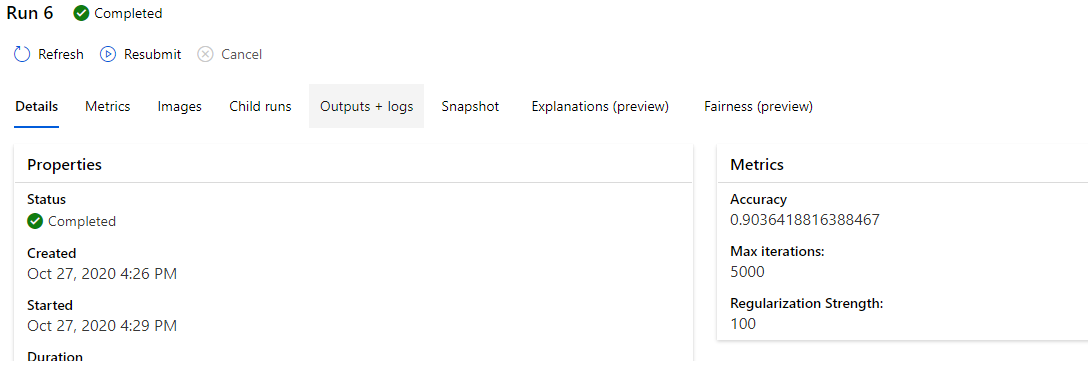 Run 6 Completed
Refresh Resubmit Cancel
Details Metrics Images Child runs Outputs + logs Snapshot Explanations (preview) Fairness (preview)
Properties
Status
Completed
Created
Oct 27, 2020 4:26 PM
Started
Oct 27, 2020 4:29 PM
Duration
Metrics
Accuracy
0.9036418816388467
Max iterations:
5000
Regularization Strength:
100